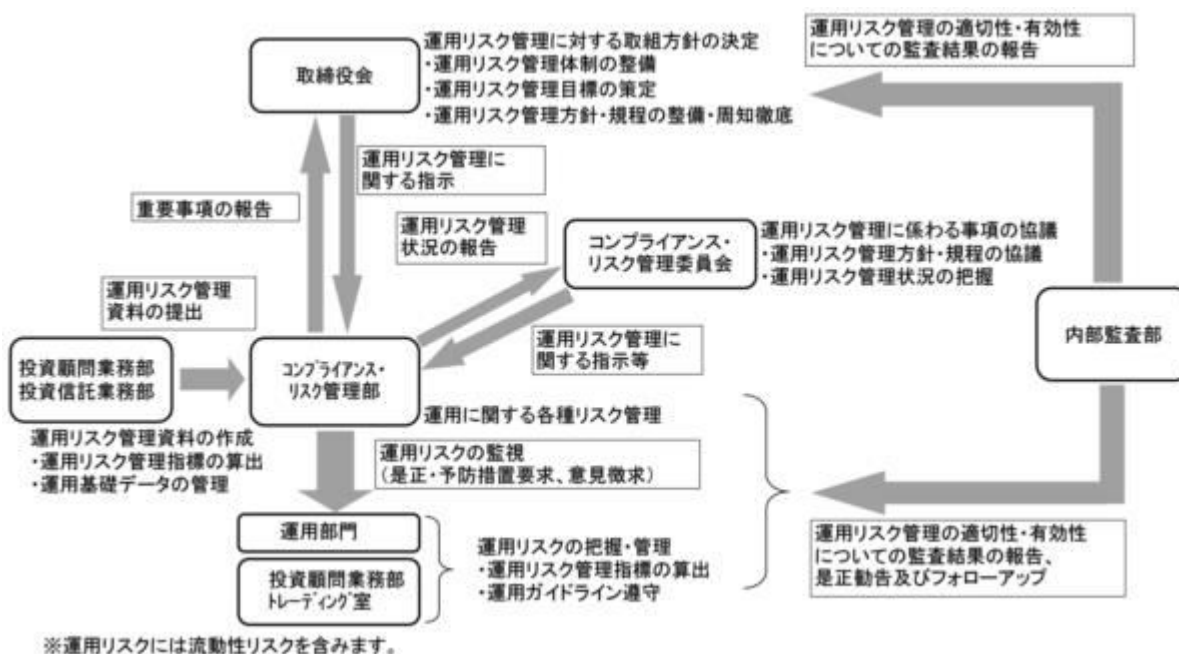 取締役会
運用リスク管理に対する取組方針の決定
・運用リスク管理体制の整備
・運用リスク管理目標の策定
・運用リスク管理方針・規程の整備・周知徹底
運用リスク管理の適切性・有効性
についての監査結果の報告
運用リスク管理に
関する指示
重要事項の報告
運用リスク管理
状況の報告
コンプライアンス・
リスク管理委員会
運用リスク管理に係わる事項の協議
・運用リスク管理方針・規程の協議
・運用リスク管理状況の把握
運用リスク管理
資料の提出
運用リスク管理に
関する指示等
内部監査部
投資顧問業務部
投資信託業務部
コンプライアンス・
リスク管理部
運用に関する各種リスク管理
運用リスク管理資料の作成
・運用リスク管理指標の算出
・運用基礎データの管理
運用リスクの監視
(是正・予防措置要求、意見徴求)
運用部門
投資顧問業務部
トレーディング室
運用リスクの把握・管理
・運用リスク管理指標の算出
・運用ガイドライン遵守
運用リスク管理の適切性・有効性
についての監査結果の報告、
是正勧告及びフォローアップ
※運用リスクには流動性リスクを含みます。